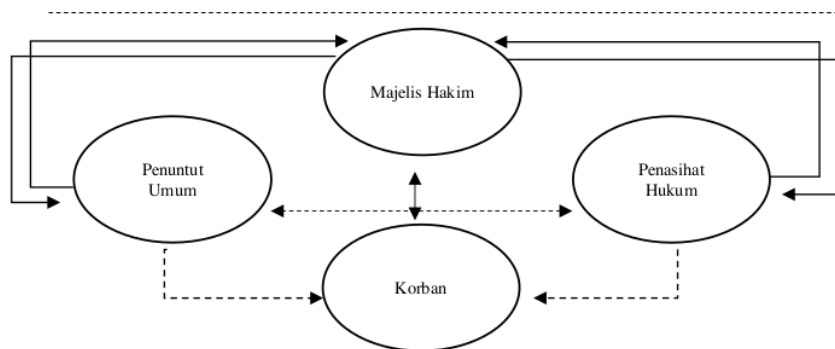 Majelis Hakim
Penuntut
Umum
Penasihat
Hukum
Korban